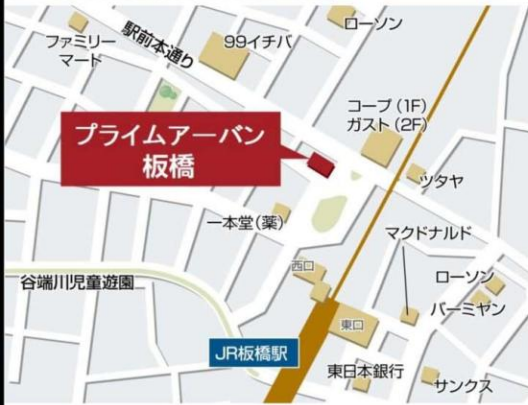 ローソン
ファミリー
マート
駅前本通り
99イチバ
コープ(1F)
ガスト(2F)
プライムアーバン
板橋
ツタヤ
一本堂(薬)
マクドナルド
西口
谷端川児童遊園
ローソン
バーミヤン
東口
JR板橋駅
東日本銀行
サンクス